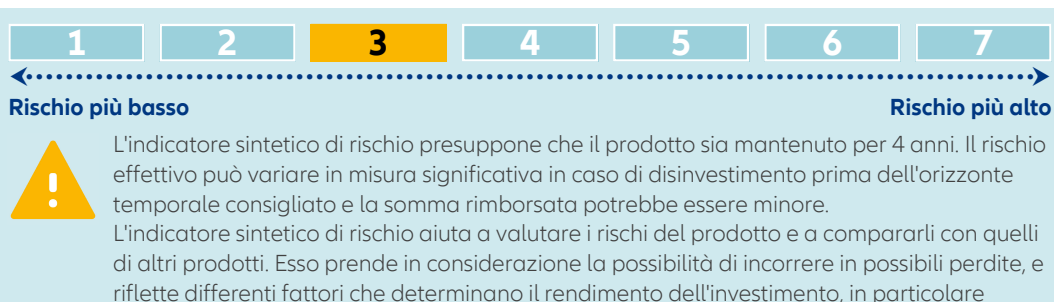 1 2 3 4 5 6 7
Rischio più basso Rischio più alto
L'indicatore sintetico di rischio presuppone che il prodotto sia mantenuto per 4 anni. Il rischio
effettivo può variare in misura significativa in caso di disinvestimento prima dell'orizzonte
temporale consigliato e la somma rimborsata potrebbe essere minore.
L'indicatore sintetico di rischio aiuta a valutare i rischi del prodotto e a compararli con quelli
di altri prodotti. Esso prende in considerazione la possibilità di incorrere in possibili perdite, e
riflette differenti fattori che determinano il rendimento dell'investimento, in particolare